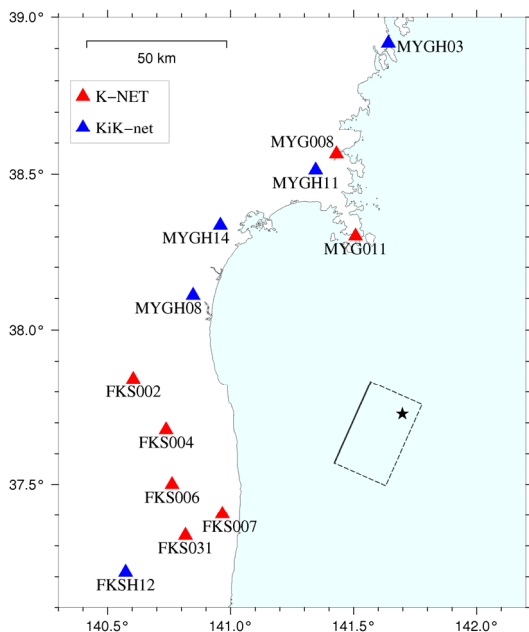 39.0°
MYGH03
50 km
K−NET
KiK−net
MYG008
38.5°
MYGH11
MYGH14
MYG011
MYGH08
38.0°
FKS002
FKS004
37.5°
FKS006
FKS007
FKS031
FKSH12
140.5° 141.0° 141.5° 142.0°